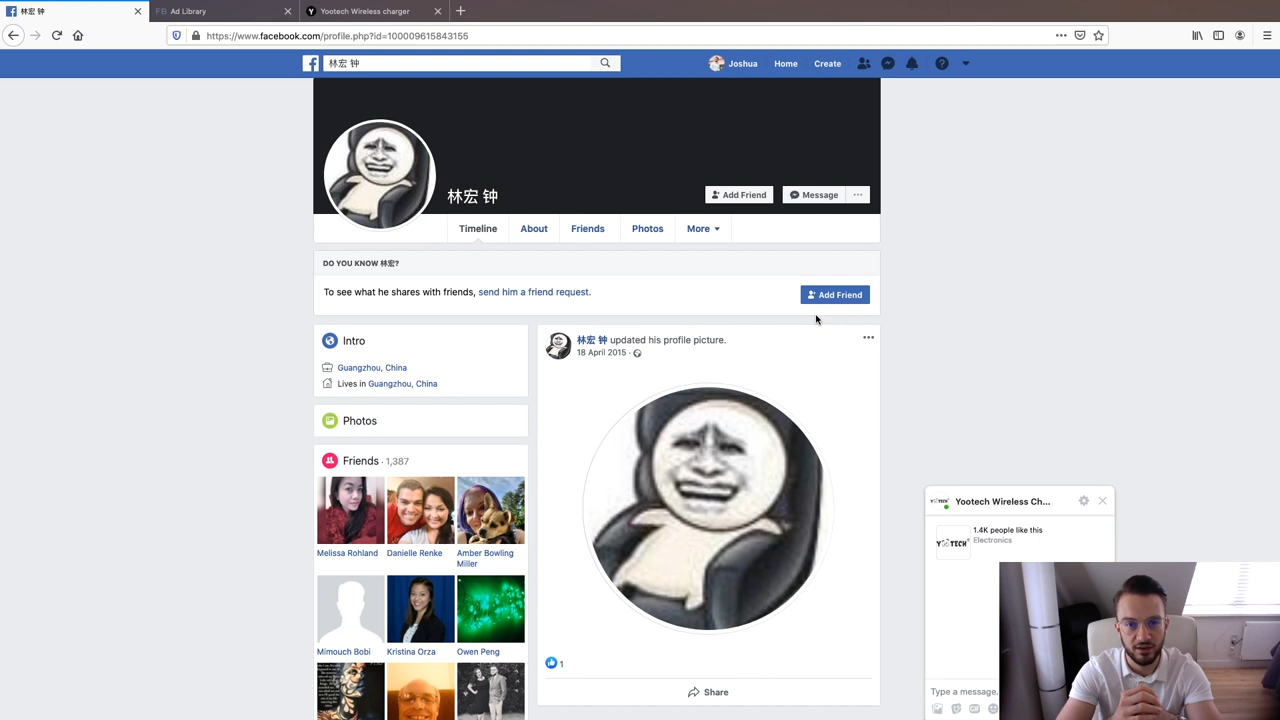 林宏 钟
Ad Library
Yootech Wireless charger
https://www.facebook.com/profile.php?id=100009615843155
林宏 钟
Joshua
Home
Create
林宏 钟
Add Friend
Message
Timeline
About
Friends
Photos
More
DO YOU KNOW 林宏?
To see what he shares with friends, send him a friend request.
Add Friend
Intro
Guangzhou, China
Lives in Guangzhou, China
Photos
Friends · 1,387
Melissa Rohland
Danielle Renke
Amber Bowling
Miller
Mimouch Bobi
Kristina Orza
Owen Peng
林宏 钟 updated his profile picture.
18 April 2015 ·
1
Share
Yootech Wireless Ch...
1.4K people like this
Electronics
YOOTECH
Type a message.